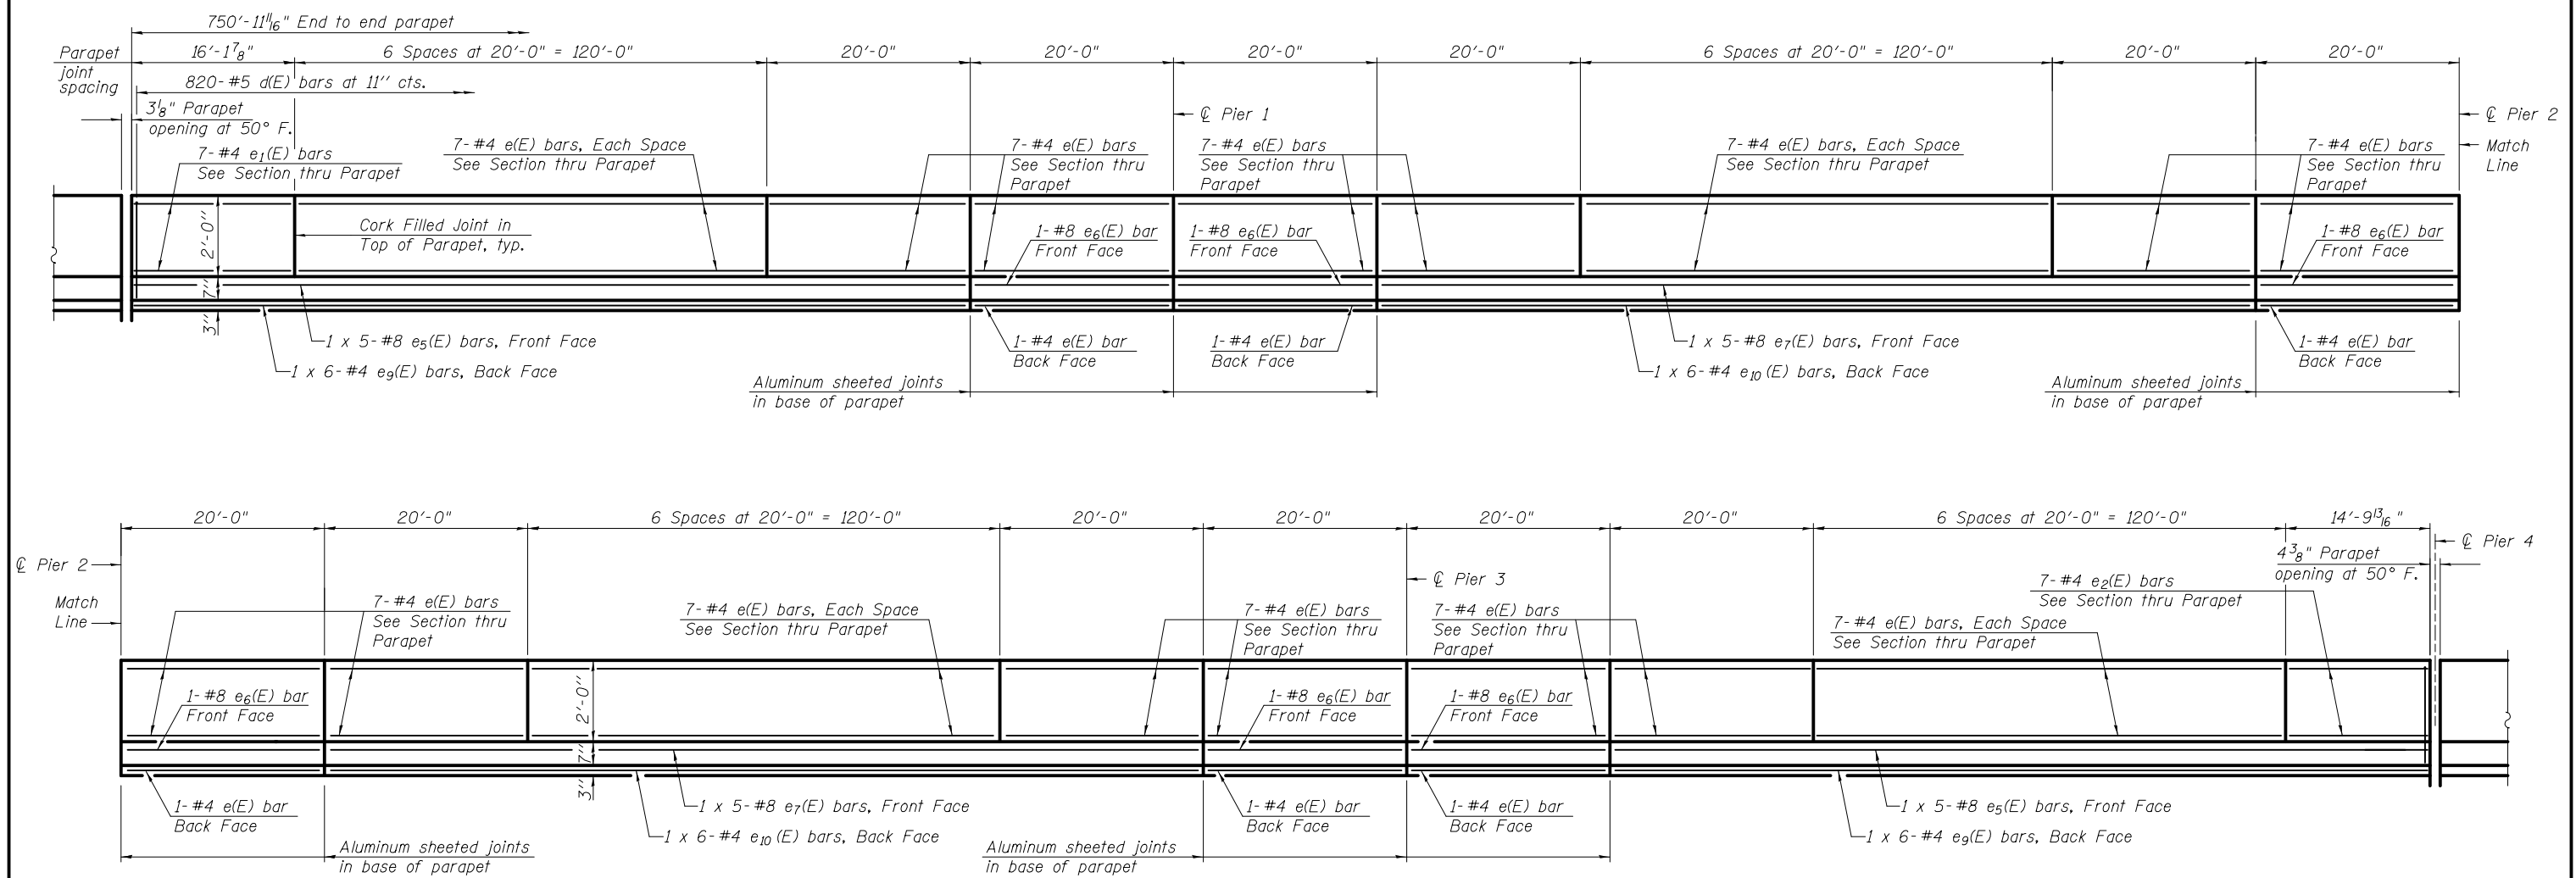 750'-11 11/16" End to end parapet
Parapet
joint
spacing
16'-1 7/8"
6 Spaces at 20'-0" = 120'-0"
20'-0"
20'-0"
20'-0"
20'-0"
6 Spaces at 20'-0" = 120'-0"
20'-0"
20'-0"
820-#5 d(E) bars at 11" cts.
3 1/8" Parapet
opening at 50° F.
℄ Pier 1
℄ Pier 2
Match
Line
7-#4 e1(E) bars
See Section thru Parapet
7-#4 e(E) bars, Each Space
See Section thru Parapet
7-#4 e(E) bars
See Section thru
Parapet
7-#4 e(E) bars
See Section thru
Parapet
7-#4 e(E) bars, Each Space
See Section thru Parapet
7-#4 e(E) bars
See Section thru
Parapet
2'-0"
7"
3"
Cork Filled Joint in
Top of Parapet, typ.
1-#8 e6(E) bar
Front Face
1-#8 e6(E) bar
Front Face
1-#8 e6(E) bar
Front Face
1 x 5-#8 e5(E) bars, Front Face
1 x 6-#4 e9(E) bars, Back Face
1-#4 e(E) bar
Back Face
1-#4 e(E) bar
Back Face
1 x 5-#8 e7(E) bars, Front Face
1 x 6-#4 e10(E) bars, Back Face
1-#4 e(E) bar
Back Face
Aluminum sheeted joints
in base of parapet
Aluminum sheeted joints
in base of parapet
20'-0"
20'-0"
6 Spaces at 20'-0" = 120'-0"
20'-0"
20'-0"
20'-0"
20'-0"
6 Spaces at 20'-0" = 120'-0"
14'-9 13/16"
℄ Pier 2
Match
Line
℄ Pier 3
4 3/8" Parapet
opening at 50° F.
℄ Pier 4
7-#4 e(E) bars
See Section thru
Parapet
7-#4 e(E) bars, Each Space
See Section thru Parapet
7-#4 e(E) bars
See Section thru
Parapet
7-#4 e(E) bars
See Section thru
Parapet
7-#4 e(E) bars, Each Space
See Section thru Parapet
7-#4 e2(E) bars
See Section thru Parapet
1-#8 e6(E) bar
Front Face
2'-0"
7"
3"
1-#8 e6(E) bar
Front Face
1-#8 e6(E) bar
Front Face
1-#4 e(E) bar
Back Face
1 x 5-#8 e7(E) bars, Front Face
1 x 6-#4 e10(E) bars, Back Face
1-#4 e(E) bar
Back Face
1-#4 e(E) bar
Back Face
1 x 5-#8 e5(E) bars, Front Face
1 x 6-#4 e9(E) bars, Back Face
Aluminum sheeted joints
in base of parapet
Aluminum sheeted joints
in base of parapet